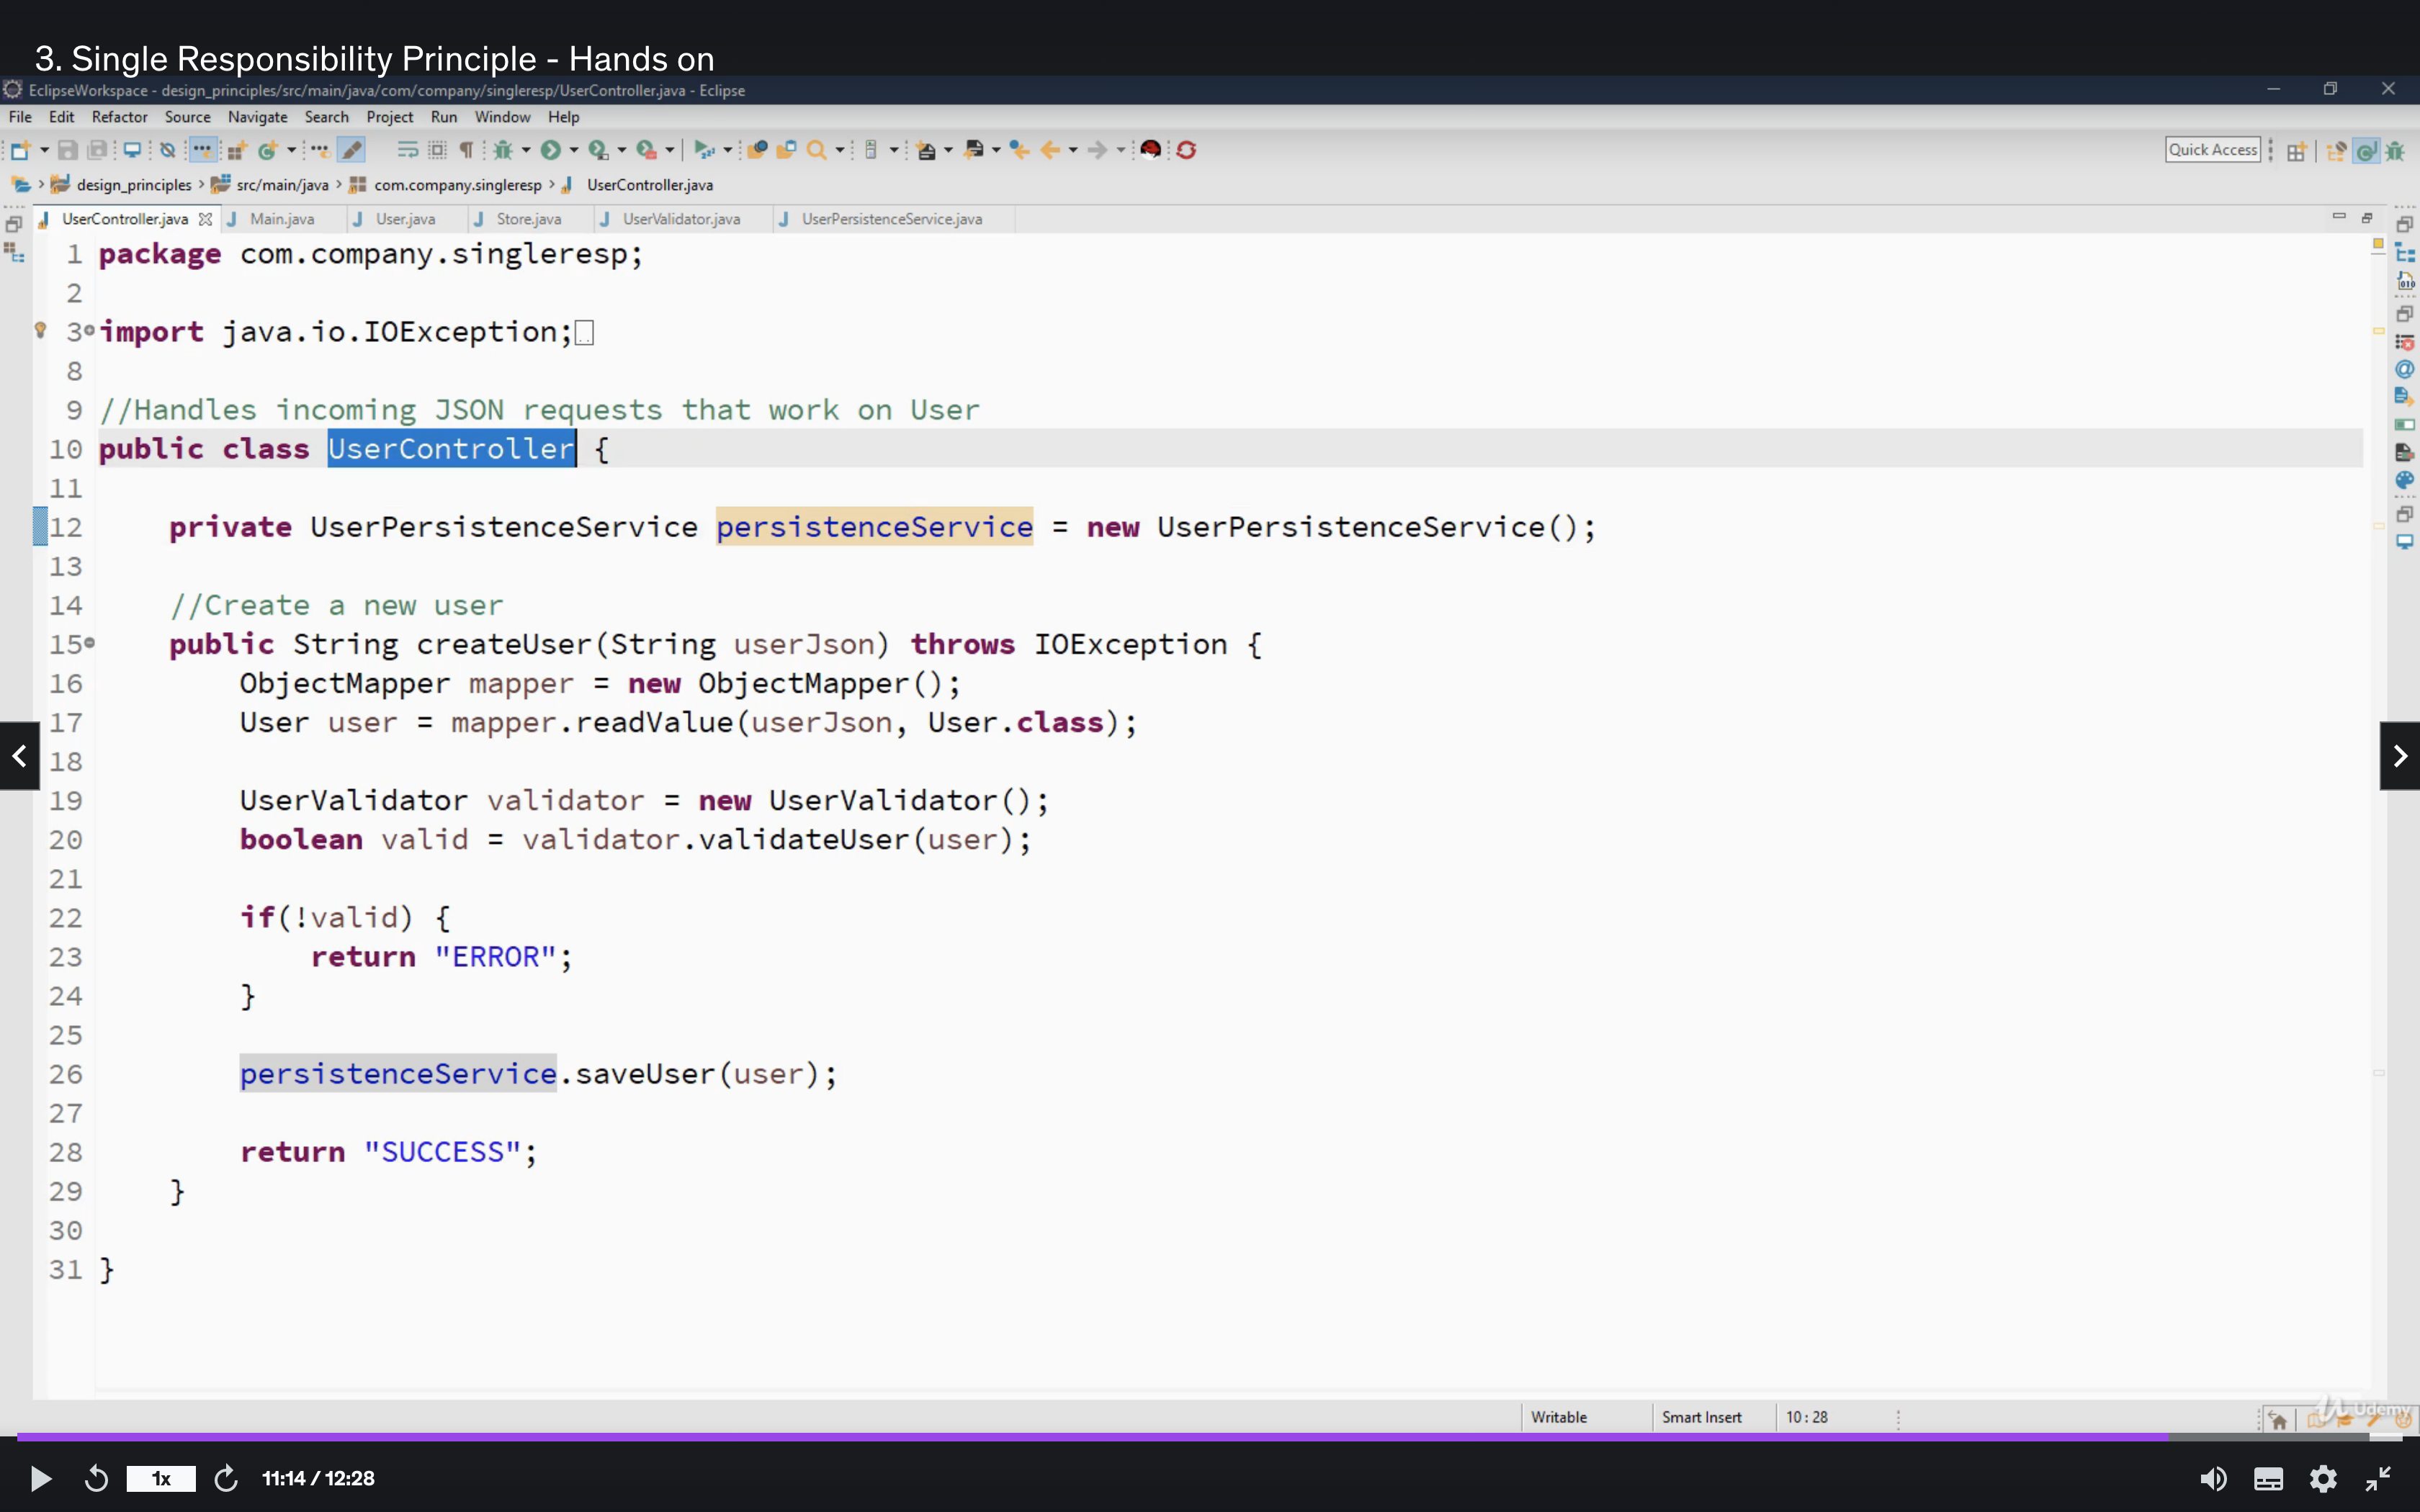 3. Single Responsibility Principle - Hands on
EclipseWorkspace - design_principles/src/main/java/com/company/singleresp/UserController.java - Eclipse
File Edit Refactor Source Navigate Search Project Run Window Help
Quick Access
design_principles src/main/java com.company.singleresp UserController.java
UserController.java Main.java User.java Store.java UserValidator.java UserPersistenceService.java
1 package com.company.singleresp;
2
3 import java.io.IOException;
8
9 //Handles incoming JSON requests that work on User
10 public class UserController {
11
12 private UserPersistenceService persistenceService = new UserPersistenceService();
13
14 //Create a new user
15 public String createUser(String userJson) throws IOException {
16 ObjectMapper mapper = new ObjectMapper();
17 User user = mapper.readValue(userJson, User.class);
18
19 UserValidator validator = new UserValidator();
20 boolean valid = validator.validateUser(user);
21
22 if(!valid) {
23 return "ERROR";
24 }
25
26 persistenceService.saveUser(user);
27
28 return "SUCCESS";
29 }
30
31 }
Writable Smart Insert 10 : 28
Udemy
1x 11:14 / 12:28